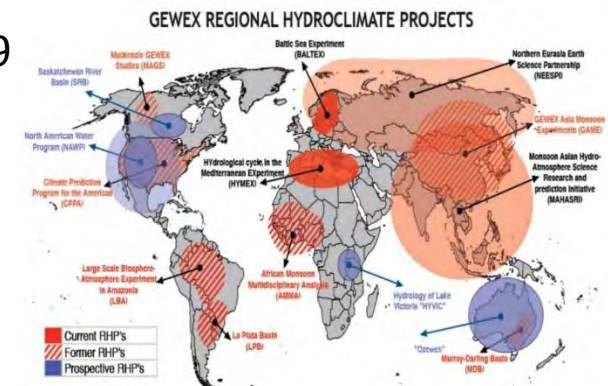 9
GEWEX REGIONAL HYDROCLIMATE PROJECTS
Mackenzie GEWEX
Studies (MAGS)
Saskatchewan River
Basin (SRB)
North American Water
Program (NAWP)
Climate Prediction
Program for the Americas
(CPPA)
Baltic Sea Experiment
(BALTEX)
HYdrological cycle in the
Mediterranean EXperiment
(HYMEX)
Northern Eurasia Earth
Science Partnership
(NEESPI)
GEWEX Asia Monsoon
Experiments (GAME)
Monsoon Asian Hydro-
Atmosphere Science
Research and
prediction Initiative
(MAHASRI)
Large Scale Biosphere-
Atmosphere Experiment
in Amazonia
(LBA)
African Monsoon
Multidisciplinary Analysis
(AMMA)
Hydrology of Lake
Victoria "HYVIC"
La Plata Basin
(LPB)
"Ozewex"
Murray-Darling Basin
(MDB)
Current RHP's
Former RHP's
Prospective RHP's